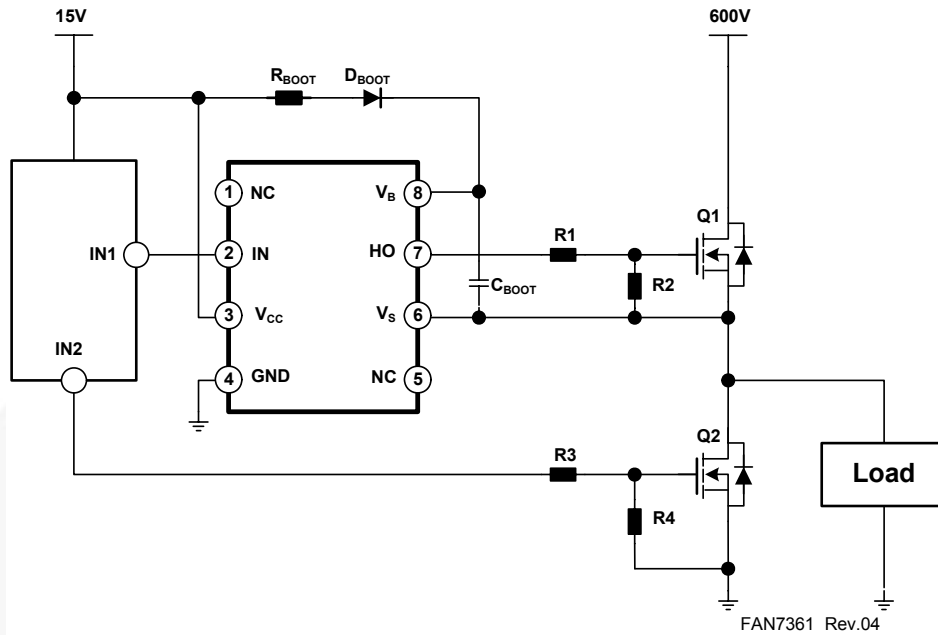 15V
600V
RBOOT
DBOOT
1 NC
VB 8
Q1
IN1
2 IN
HO 7
R1
R2
CBOOT
3 VCC
VS 6
IN2
4 GND
NC 5
Q2
R3
Load
R4
FAN7361 Rev.04